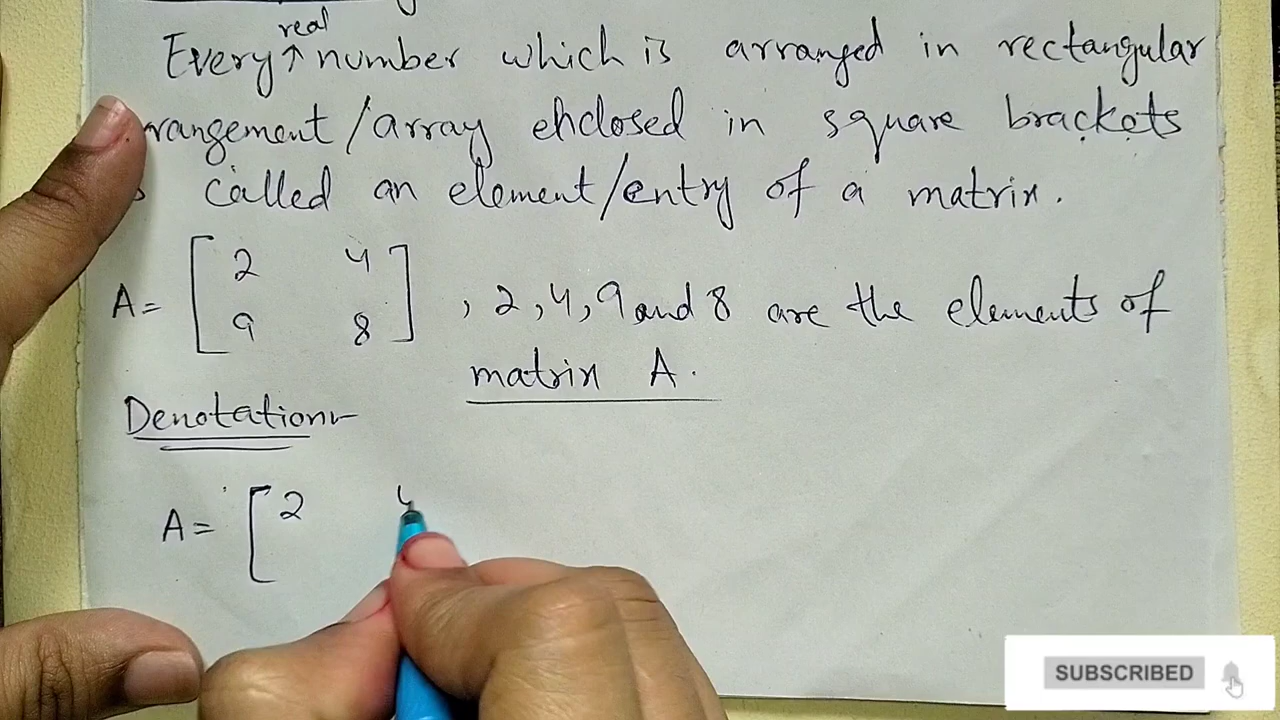 real
Every↑ number which is arranged in rectangular
rangement/array enclosed in square brackets
called an element/entry of a matrix.
A= [ 2 4
9 8 ] , 2,4,9 and 8 are the elements of
matrix A.
Denotation:-
A= [ 2 4
SUBSCRIBED